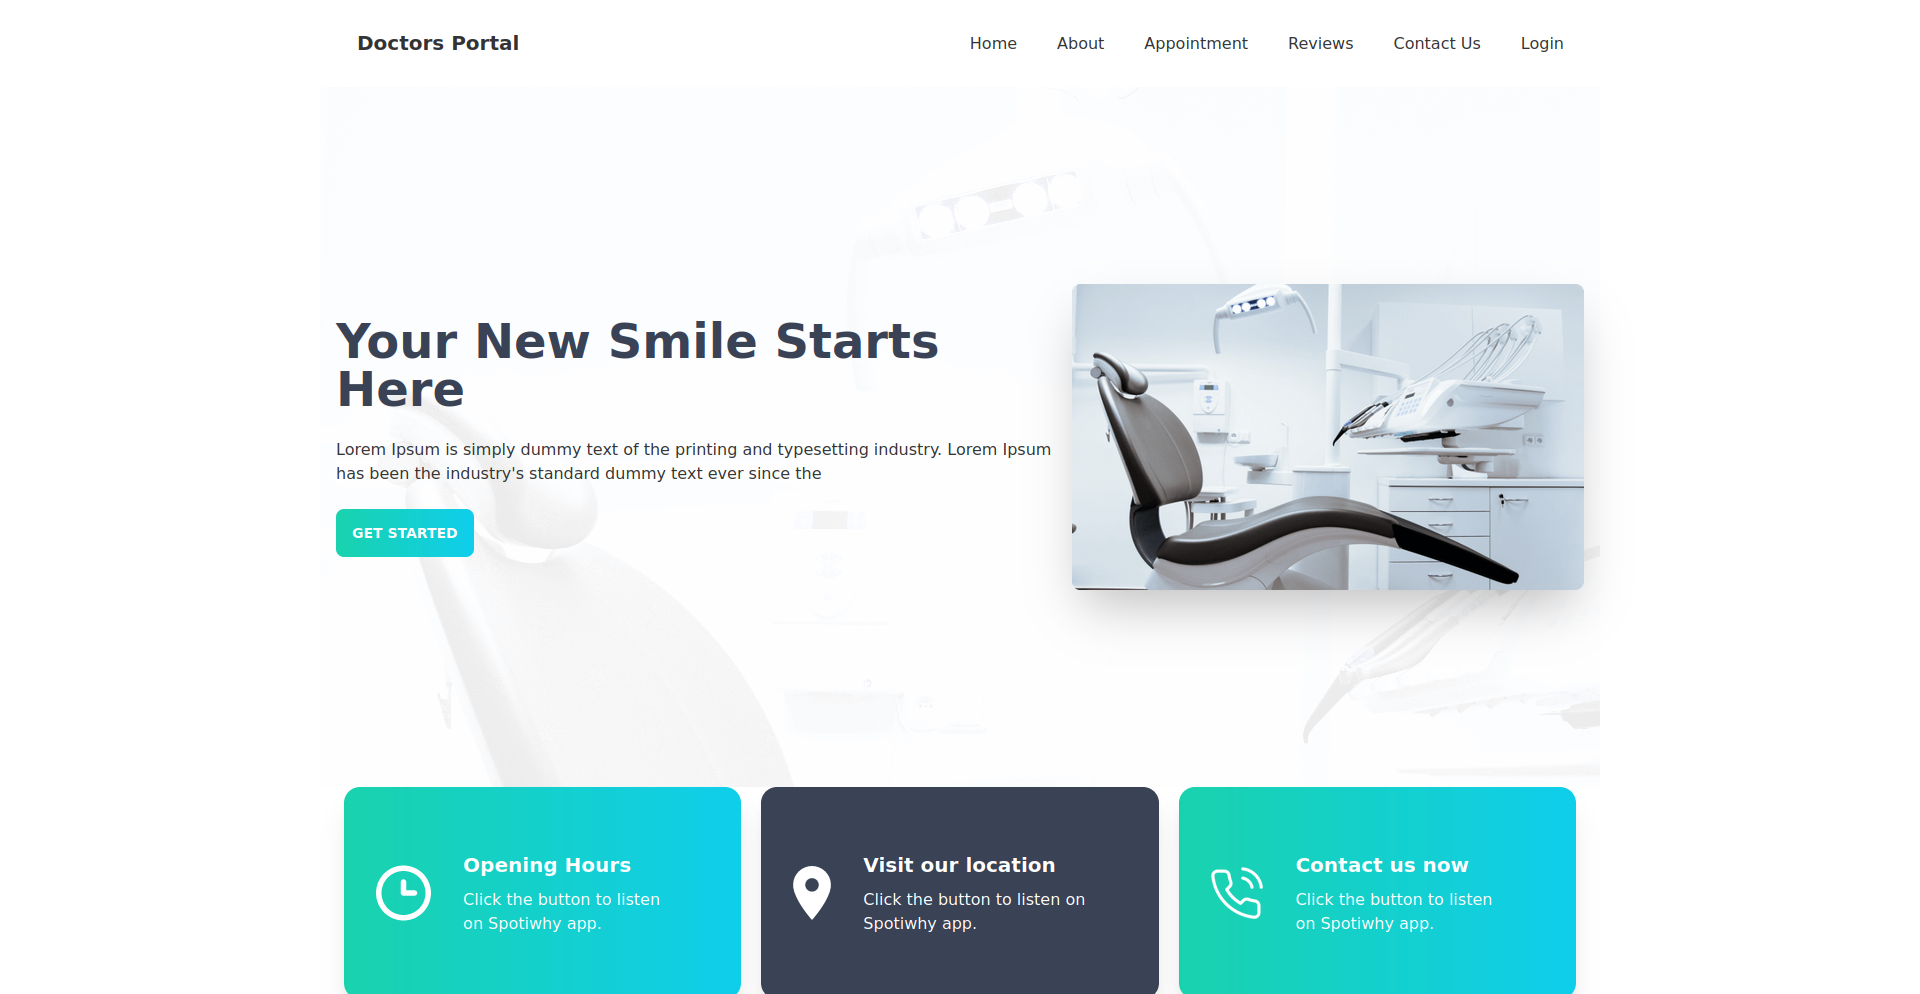 Doctors Portal
Home
About
Appointment
Reviews
Contact Us
Login
Your New Smile Starts
Here
Lorem Ipsum is simply dummy text of the printing and typesetting industry. Lorem Ipsum
has been the industry's standard dummy text ever since the
GET STARTED
Opening Hours
Click the button to listen
on Spotiwhy app.
Visit our location
Click the button to listen on
Spotiwhy app.
Contact us now
Click the button to listen
on Spotiwhy app.